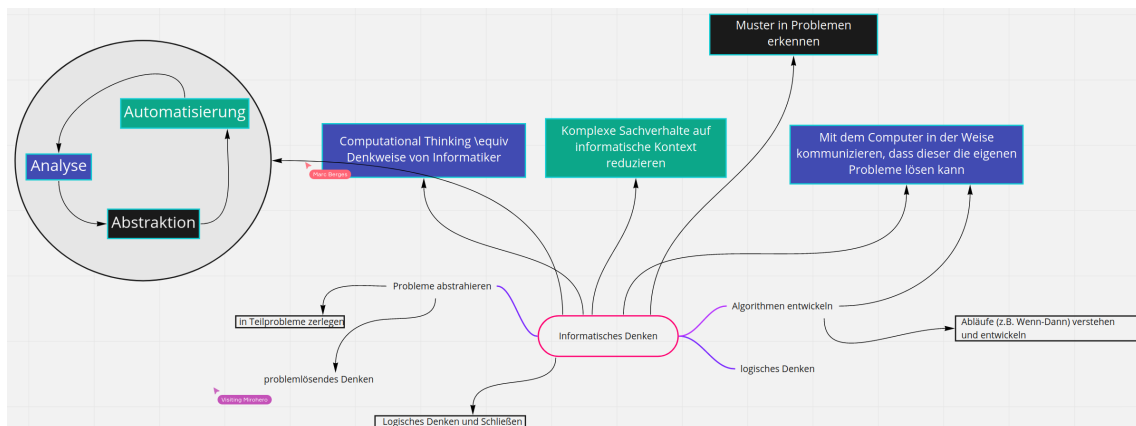 Muster in Problemen
erkennen
Automatisierung
Analyse
Abstraktion
Computational Thinking \equiv
Denkweise von Informatiker
Marc Berges
Komplexe Sachverhalte auf
informatische Kontext
reduzieren
Mit dem Computer in der Weise
kommunizieren, dass dieser die eigenen
Probleme lösen kann
Probleme abstrahieren
in Teilprobleme zerlegen
problemlösendes Denken
Visiting Mirohero
Informatisches Denken
Logisches Denken und Schließen
Algorithmen entwickeln
Abläufe (z.B. Wenn-Dann) verstehen
und entwickeln
logisches Denken